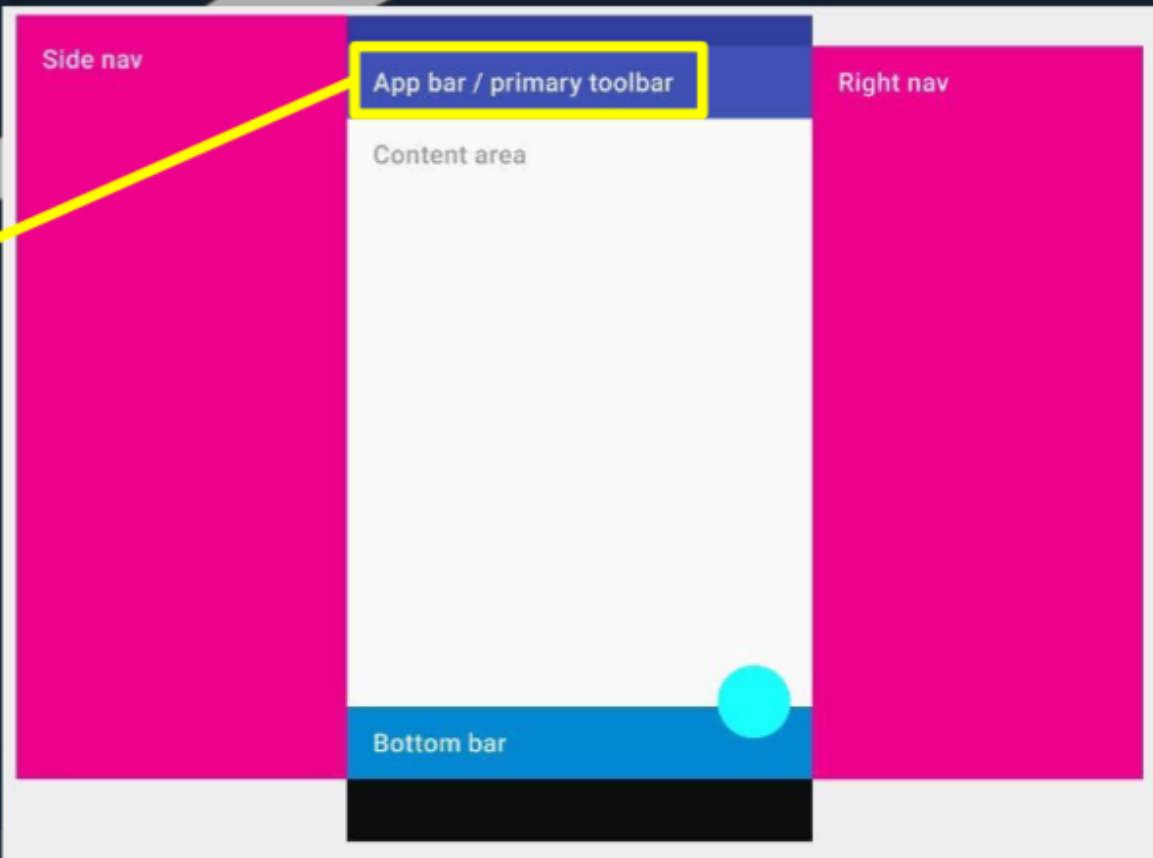 Side nav
App bar / primary toolbar
Right nav
Content area
Bottom bar